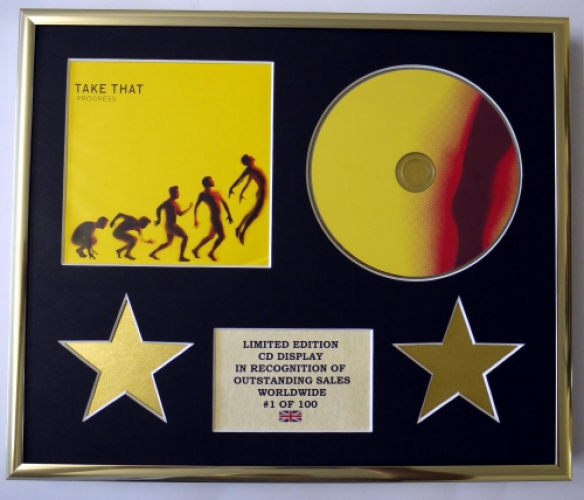 TAKE THAT
PROGRESS
LIMITED EDITION
CD DISPLAY
IN RECOGNITION OF
OUTSTANDING SALES
WORLDWIDE
#1 OF 100